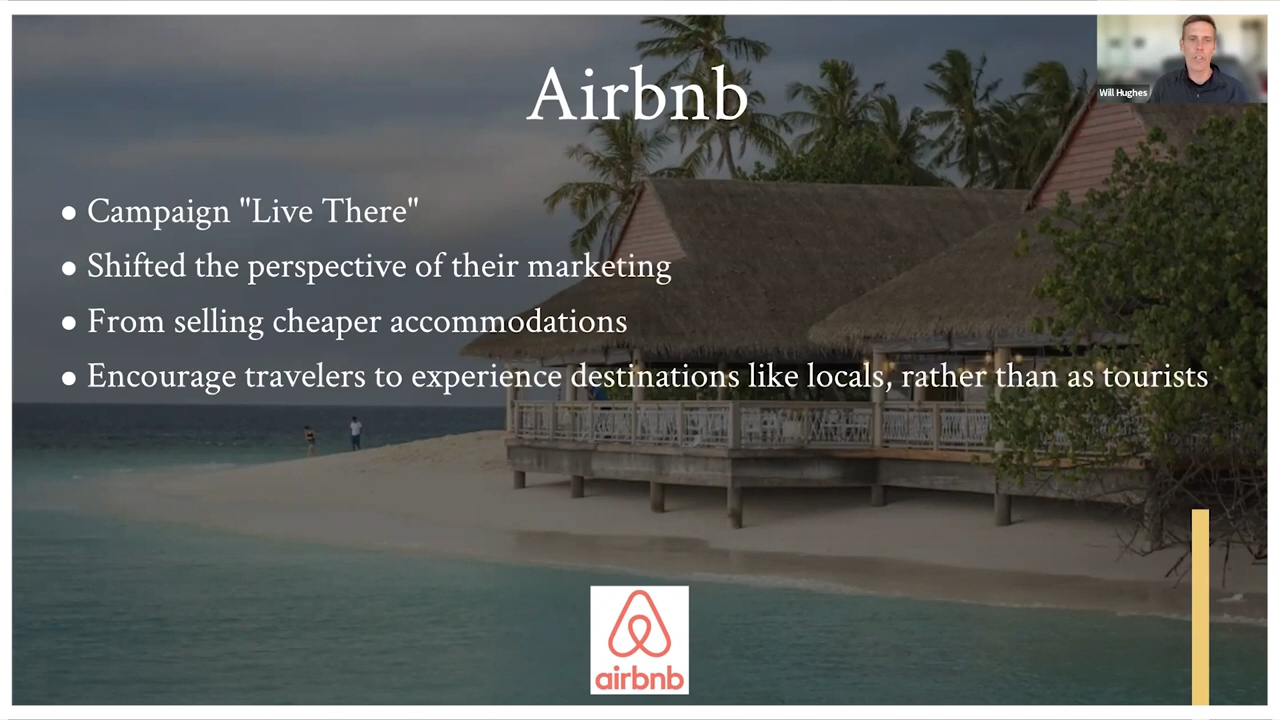 Airbnb
Will Hughes
● Campaign "Live There"
● Shifted the perspective of their marketing
● From selling cheaper accommodations
● Encourage travelers to experience destinations like locals, rather than as tourists
airbnb